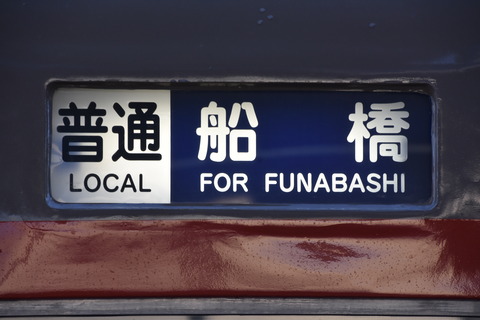 普通 船橋
LOCAL FOR FUNABASHI